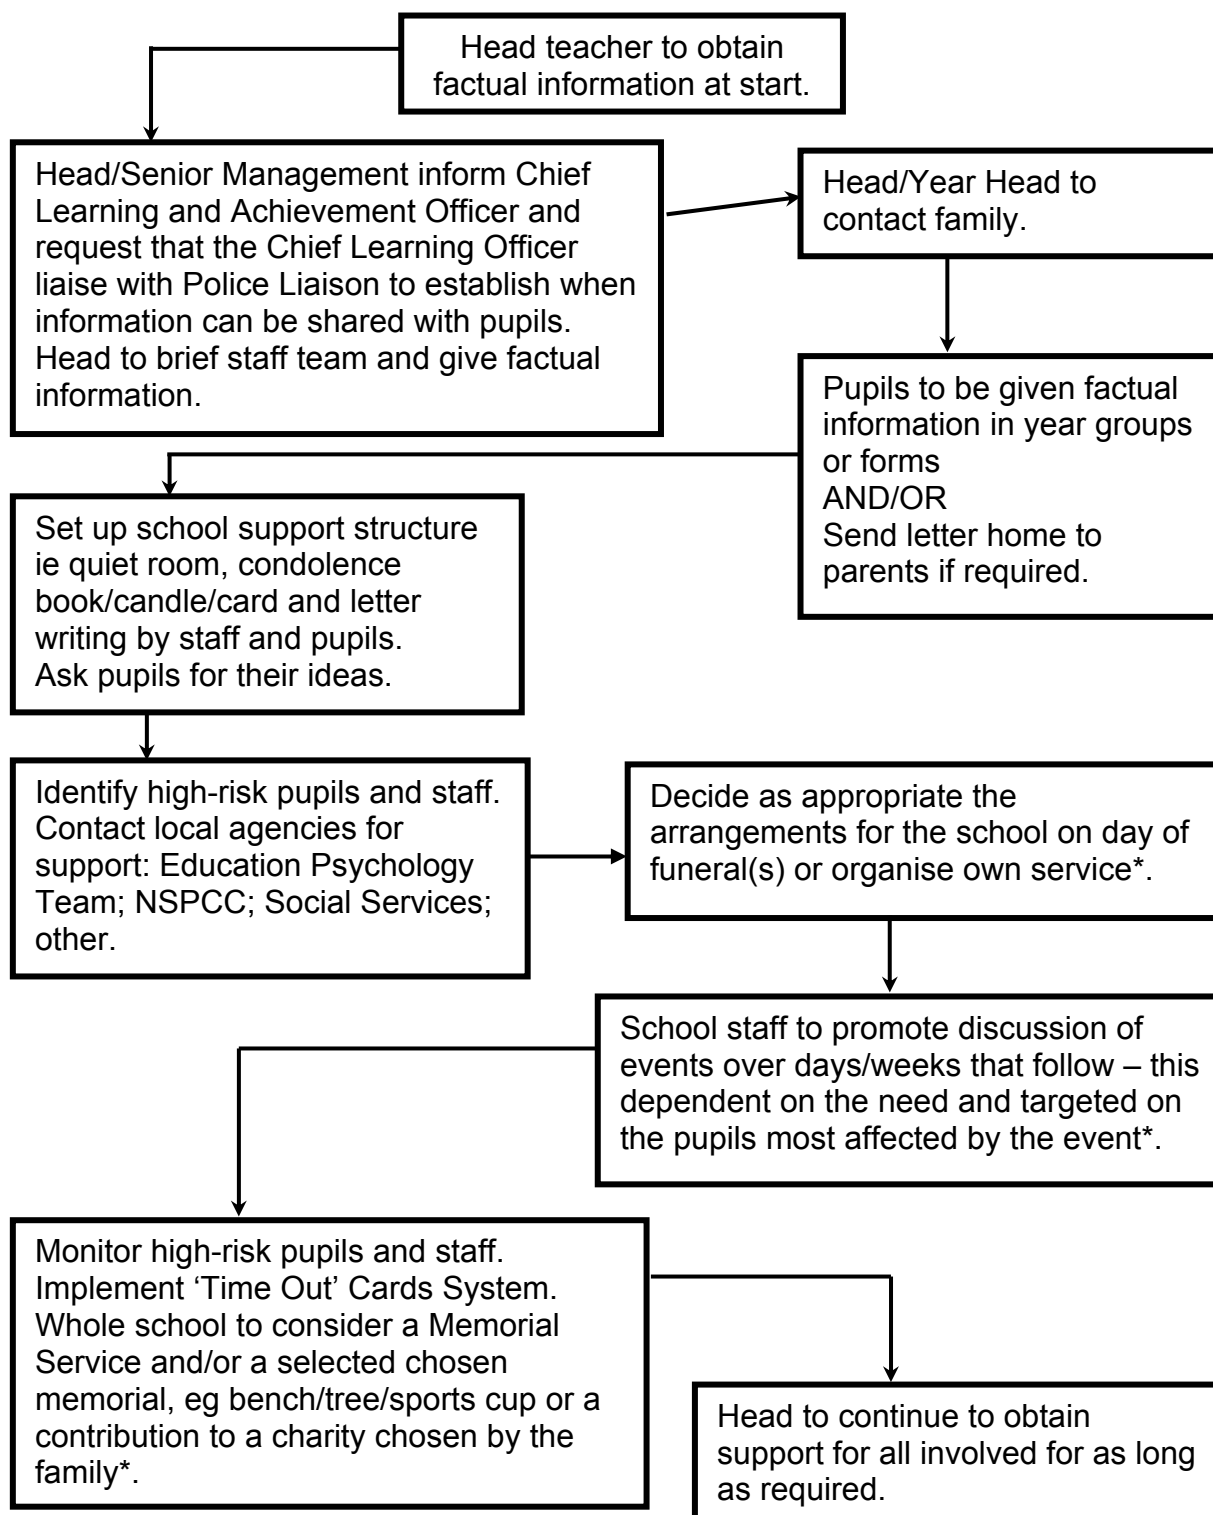 Head teacher to obtain
factual information at start.
Head/Senior Management inform Chief
Learning and Achievement Officer and
request that the Chief Learning Officer
liaise with Police Liaison to establish when
information can be shared with pupils.
Head to brief staff team and give factual
information.
Head/Year Head to
contact family.
Pupils to be given factual
information in year groups
or forms
AND/OR
Send letter home to
parents if required.
Set up school support structure
ie quiet room, condolence
book/candle/card and letter
writing by staff and pupils.
Ask pupils for their ideas.
Identify high-risk pupils and staff.
Contact local agencies for
support: Education Psychology
Team; NSPCC; Social Services;
other.
Decide as appropriate the
arrangements for the school on day of
funeral(s) or organise own service*.
School staff to promote discussion of
events over days/weeks that follow – this
dependent on the need and targeted on
the pupils most affected by the event*.
Monitor high-risk pupils and staff.
Implement ‘Time Out’ Cards System.
Whole school to consider a Memorial
Service and/or a selected chosen
memorial, eg bench/tree/sports cup or a
contribution to a charity chosen by the
family*.
Head to continue to obtain
support for all involved for as long
as required.